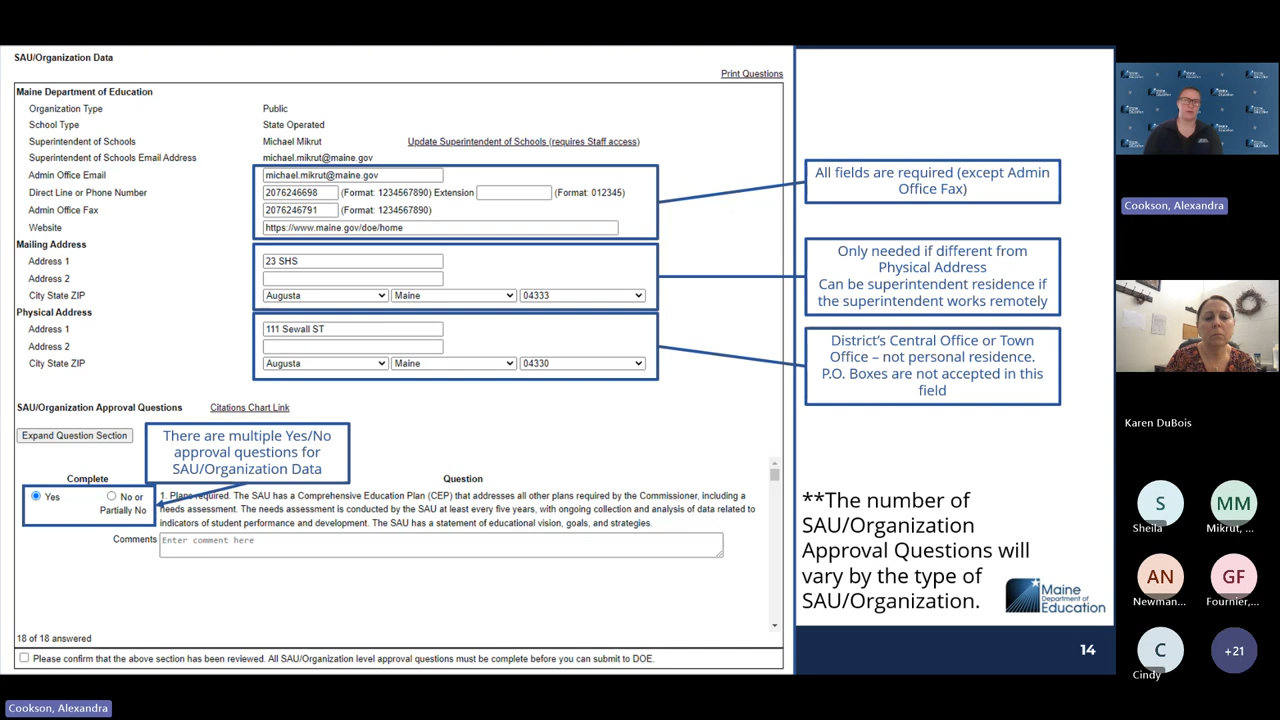 SAU/Organization Data
Print Questions
Maine Department of Education
Organization Type Public
School Type State Operated
Superintendent of Schools Michael Mikrut Update Superintendent of Schools (requires Staff access)
Superintendent of Schools Email Address michael.mikrut@maine.gov
Admin Office Email michael.mikrut@maine.gov
Direct Line or Phone Number 2076246698 (Format: 1234567890) Extension (Format: 012345)
Admin Office Fax 2076246791 (Format: 1234567890)
Website https://www.maine.gov/doe/home
Mailing Address
Address 1 23 SHS
Address 2
City State ZIP Augusta Maine 04333
Physical Address
Address 1 111 Sewall ST
Address 2
City State ZIP Augusta Maine 04330
SAU/Organization Approval Questions Citations Chart Link
Expand Question Section
There are multiple Yes/No
approval questions for
SAU/Organization Data
Complete Question
Yes No or
Partially No
1. Plans required. The SAU has a Comprehensive Education Plan (CEP) that addresses all other plans required by the Commissioner, including a
needs assessment. The needs assessment is conducted by the SAU at least every five years, with ongoing collection and analysis of data related to
indicators of student performance and development. The SAU has a statement of educational vision, goals, and strategies.
Comments Enter comment here
18 of 18 answered
Please confirm that the above section has been reviewed. All SAU/Organization level approval questions must be complete before you can submit to DOE.
All fields are required (except Admin
Office Fax)
Only needed if different from
Physical Address
Can be superintendent residence if
the superintendent works remotely
District's Central Office or Town
Office – not personal residence.
P.O. Boxes are not accepted in this
field
**The number of
SAU/Organization
Approval Questions will
vary by the type of
SAU/Organization.
Maine
Department of
Education
14
Cookson, Alexandra
Karen DuBois
S
Sheila
MM
Mikrut, ...
AN
Newman...
GF
Fournier,...
C
Cindy
+21
Cookson, Alexandra